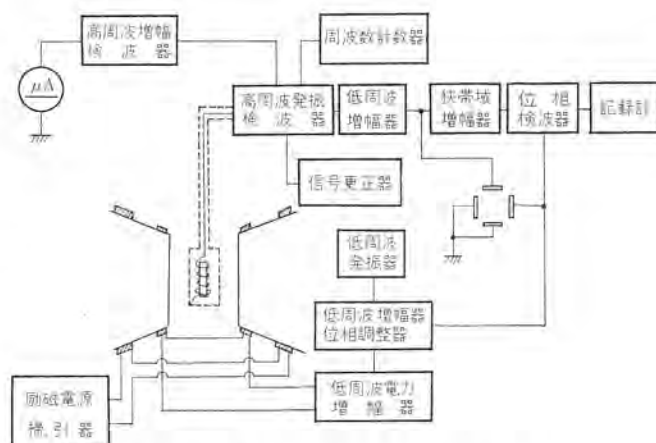 高周波増幅
検波器
周波数計数器
μA
高周波発振
検波器
低周波
増幅器
狭帯域
増幅器
位相
検波器
記録計
信号更正器
低周波
発振器
低周波増幅器
位相調整器
励磁電源
掃引器
低周波電力
増幅器